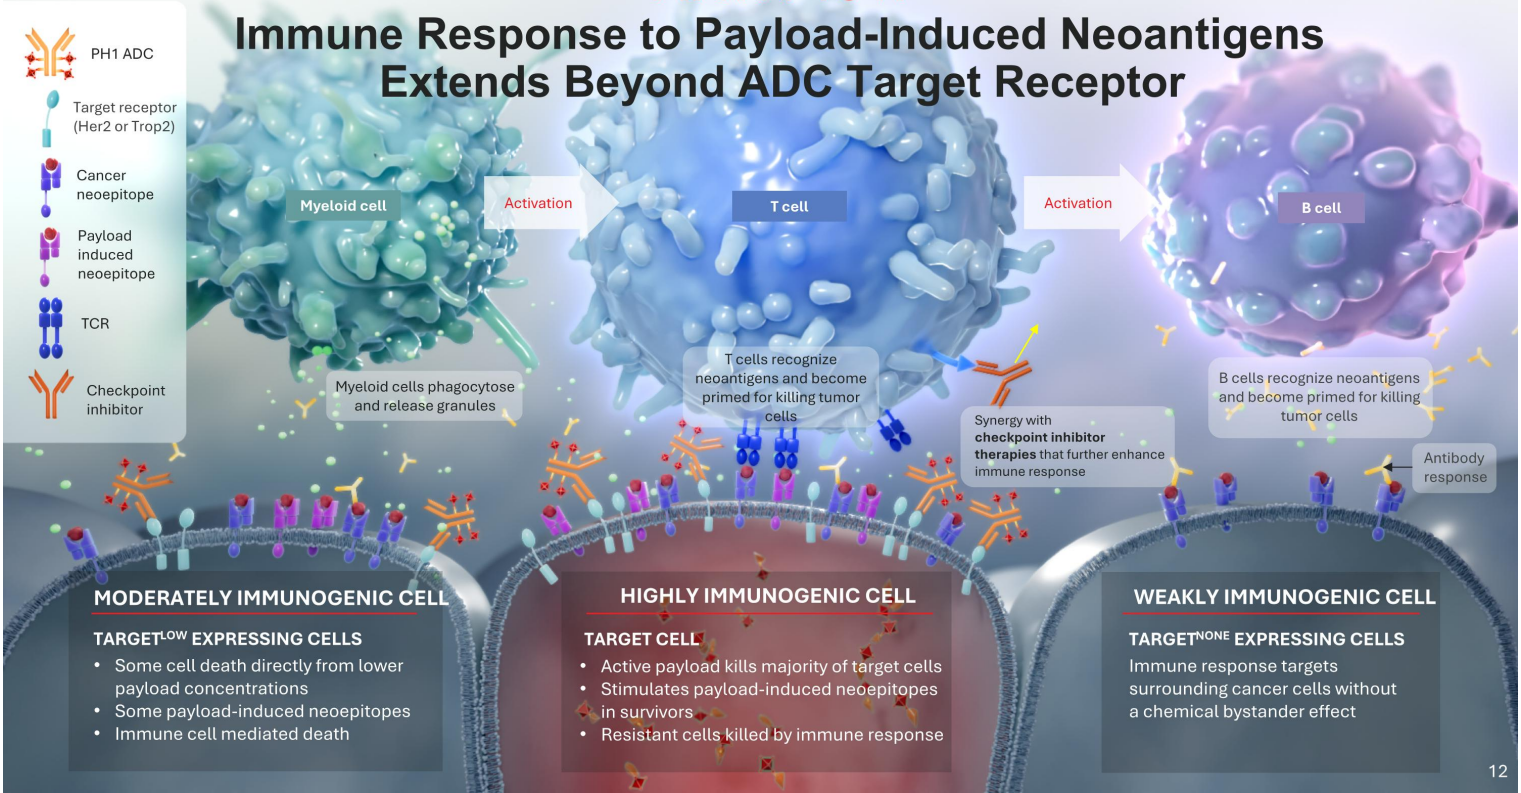 Immune Response to Payload-Induced Neoantigens
Extends Beyond ADC Target Receptor
PH1 ADC
Target receptor
(Her2 or Trop2)
Cancer
neoepitope
Payload
induced
neoepitope
TCR
Checkpoint
inhibitor
Myeloid cell
Activation
T cell
Activation
B cell
Myeloid cells phagocytose
and release granules
T cells recognize
neoantigens and become
primed for killing tumor
cells
Synergy with
checkpoint inhibitor
therapies that further enhance
immune response
B cells recognize neoantigens
and become primed for killing
tumor cells
Antibody
response
MODERATELY IMMUNOGENIC CELL
TARGETLOW EXPRESSING CELLS
• Some cell death directly from lower
payload concentrations
• Some payload-induced neoepitopes
• Immune cell mediated death
HIGHLY IMMUNOGENIC CELL
TARGET CELL
• Active payload kills majority of target cells
• Stimulates payload-induced neoepitopes
in survivors
• Resistant cells killed by immune response
WEAKLY IMMUNOGENIC CELL
TARGETNONE EXPRESSING CELLS
Immune response targets
surrounding cancer cells without
a chemical bystander effect
12